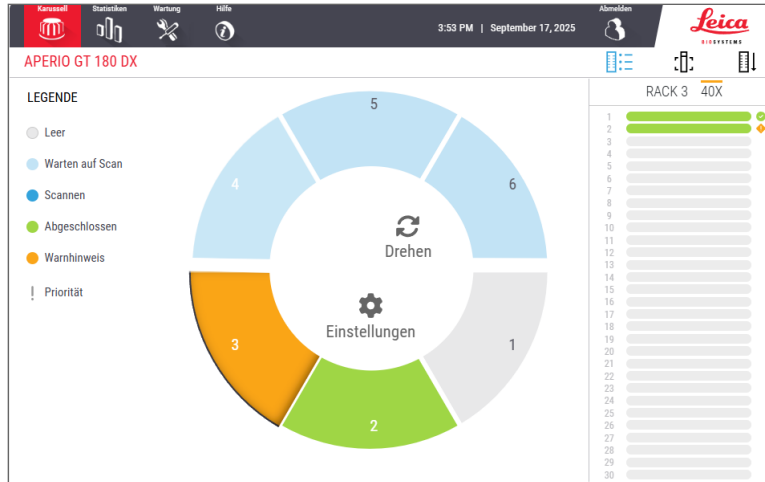 Karussell
Statistiken
Wartung
Hilfe
3:53 PM | September 17, 2025
Abmelden
Leica
BIOSYSTEMS
APERIO GT 180 DX
LEGENDE
Leer
Warten auf Scan
Scannen
Abgeschlossen
Warnhinweis
! Priorität
5
4
6
Drehen
Einstellungen
3
1
2
RACK 3 40X
1
2
3
4
5
6
7
8
9
10
11
12
13
14
15
16
17
18
19
20
21
22
23
24
25
26
27
28
29
30